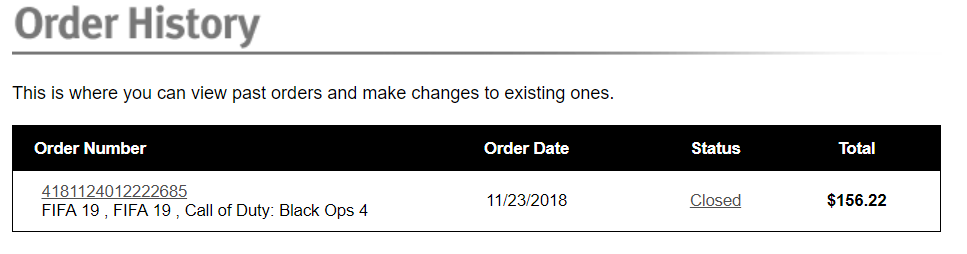 Order History
This is where you can view past orders and make changes to existing ones.
Order Number Order Date Status Total
4181124012222685
FIFA 19 , FIFA 19 , Call of Duty: Black Ops 4 11/23/2018 Closed $156.22